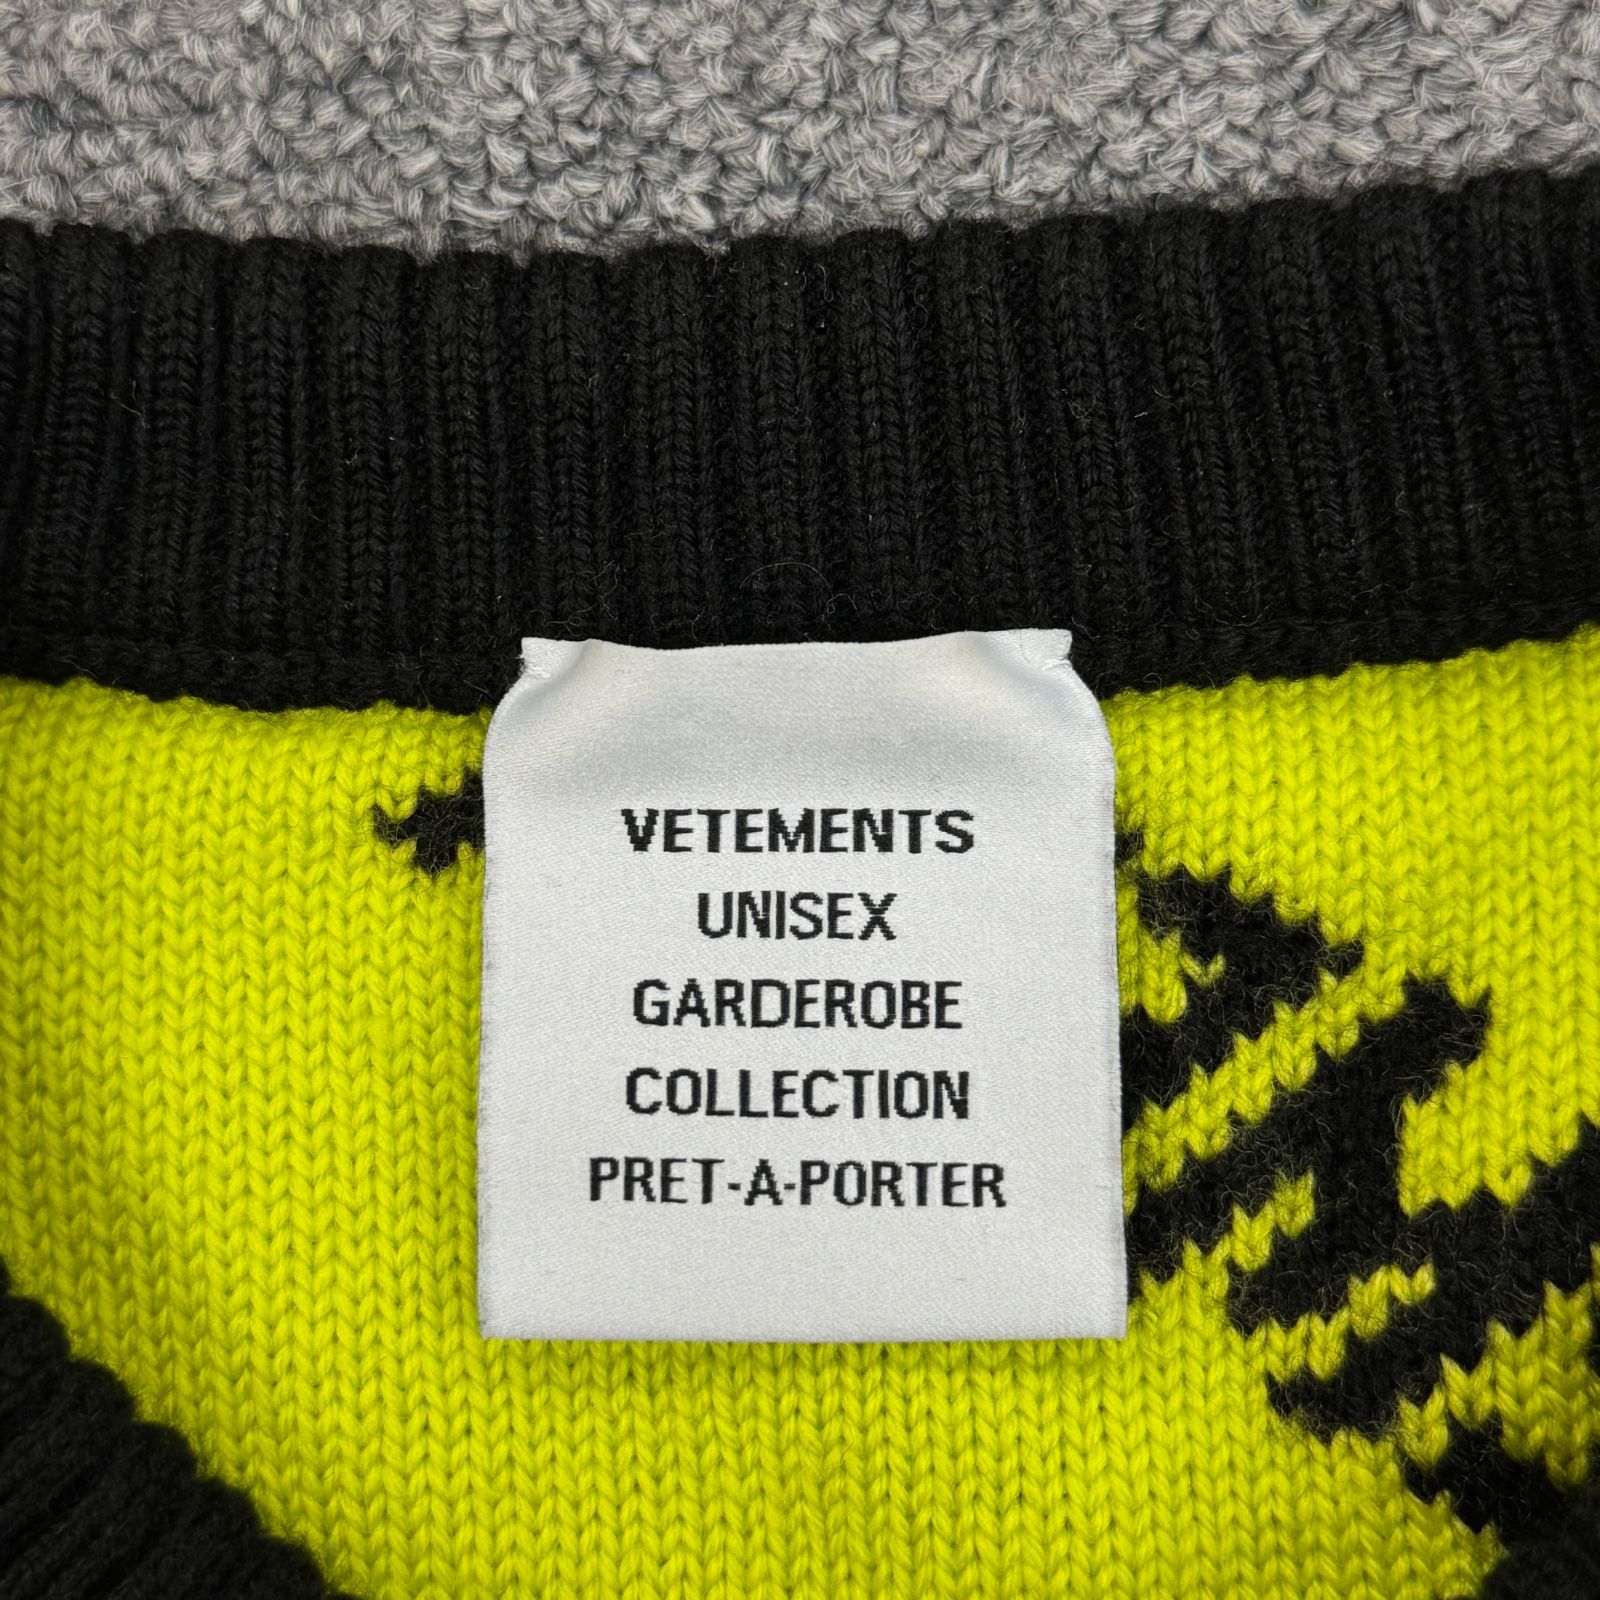 VETEMENTS
UNISEX
GARDEROBE
COLLECTION
PRET-A-PORTER